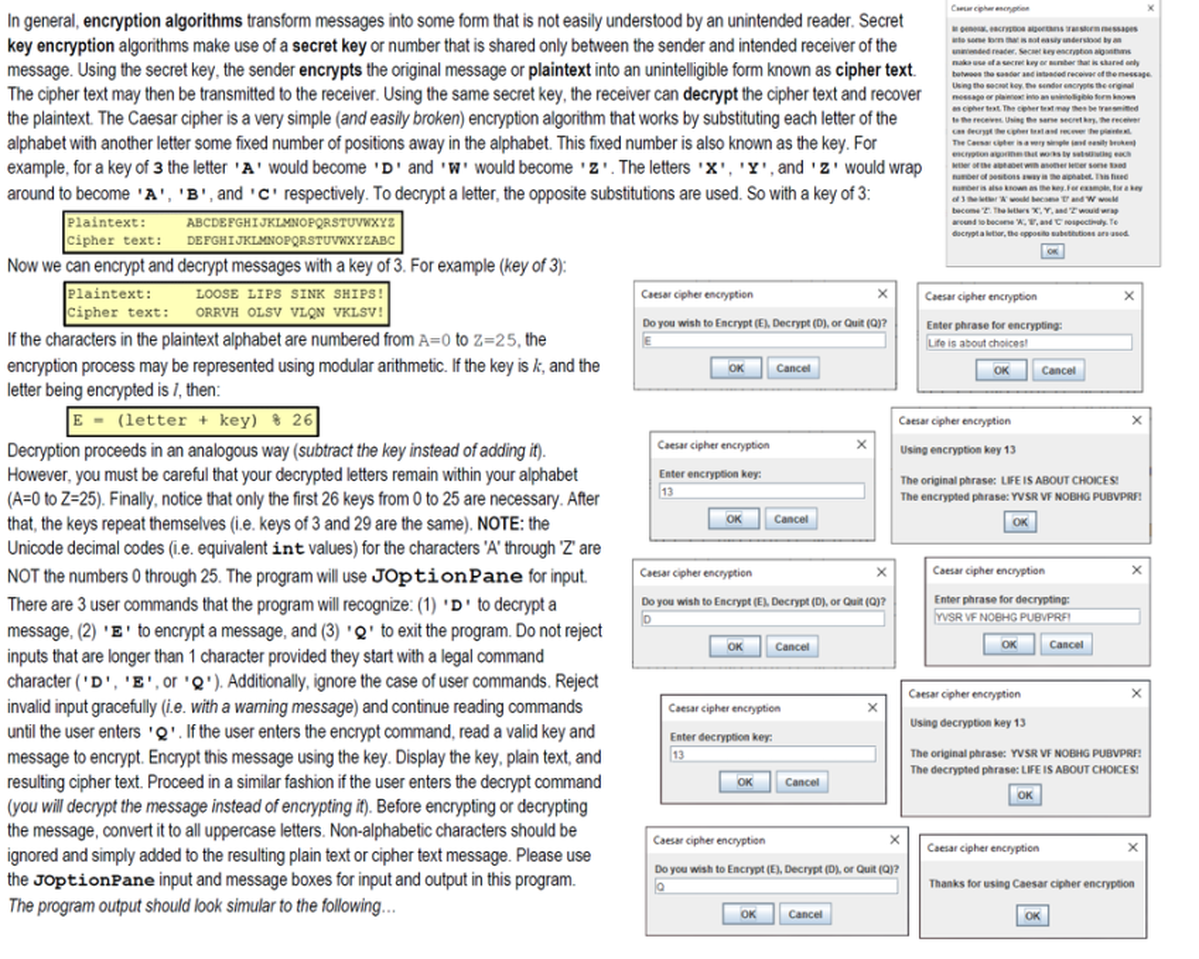 In general, encryption algorithms transform messages into some form that is not easily understood by an unintended reader. Secret
key encryption algorithms make use of a secret key or number that is shared only between the sender and intended receiver of the
message. Using the secret key, the sender encrypts the original message or plaintext into an unintelligible form known as cipher text.
The cipher text may then be transmitted to the receiver. Using the same secret key, the receiver can decrypt the cipher text and recover
the plaintext. The Caesar cipher is a very simple (and easily broken) encryption algorithm that works by substituting each letter of the
alphabet with another letter some fixed number of positions away in the alphabet. This fixed number is also known as the key. For
example, for a key of 3 the letter 'A' would become 'D' and 'W' would become 'Z'. The letters 'X', 'Y', and 'Z' would wrap
around to become 'A', 'B', and 'C' respectively. To decrypt a letter, the opposite substitutions are used. So with a key of 3:
Plaintext: ABCDEFGHIJKLMNOPQRSTUVWXYZ
Cipher text: DEFGHIJKLMNOPQRSTUVWXYZABC
Now we can encrypt and decrypt messages with a key of 3. For example (key of 3):
Plaintext: LOOSE LIPS SINK SHIPS!
Cipher text: ORRVH OLSV VLQN VKLSV!
If the characters in the plaintext alphabet are numbered from A=0 to Z=25, the
encryption process may be represented using modular arithmetic. If the key is k, and the
letter being encrypted is l, then:
E = (letter + key) % 26
Decryption proceeds in an analogous way (subtract the key instead of adding it).
However, you must be careful that your decrypted letters remain within your alphabet
(A=0 to Z=25). Finally, notice that only the first 26 keys from 0 to 25 are necessary. After
that, the keys repeat themselves (i.e. keys of 3 and 29 are the same). NOTE: the
Unicode decimal codes (i.e. equivalent int values) for the characters 'A' through 'Z' are
NOT the numbers 0 through 25. The program will use JOptionPane for input.
There are 3 user commands that the program will recognize: (1) 'D' to decrypt a
message, (2) 'E' to encrypt a message, and (3) 'Q' to exit the program. Do not reject
inputs that are longer than 1 character provided they start with a legal command
character ('D', 'E', or 'Q'). Additionally, ignore the case of user commands. Reject
invalid input gracefully (i.e. with a warning message) and continue reading commands
until the user enters 'Q'. If the user enters the encrypt command, read a valid key and
message to encrypt. Encrypt this message using the key. Display the key, plain text, and
resulting cipher text. Proceed in a similar fashion if the user enters the decrypt command
(you will decrypt the message instead of encrypting it). Before encrypting or decrypting
the message, convert it to all uppercase letters. Non-alphabetic characters should be
ignored and simply added to the resulting plain text or cipher text message. Please use
the JOptionPane input and message boxes for input and output in this program.
The program output should look simular to the following...
Caesar cipher encryption
In general, encryption algorithms transform messages
into some form that is not easily understood by an
unintended reader. Secret key encryption algorithms
make use of a secret key or number that is shared only
between the sender and intended receiver of the message.
Using the secret key, the sender encrypts the original
message or plaintext into an unintelligible form known
as cipher text. The cipher text may then be transmitted
to the receiver. Using the same secret key, the receiver
can decrypt the cipher text and recover the plaintext.
The Caesar cipher is a very simple (and easily broken)
encryption algorithm that works by substituting each
letter of the alphabet with another letter some fixed
number of positions away in the alphabet. This fixed
number is also known as the key. For example, for a key
of 3 the letter 'A' would become 'D' and 'W' would
become 'Z'. The letters 'X', 'Y', and 'Z' would wrap
around to become 'A', 'B', and 'C' respectively. To
decrypt a letter, the opposite substitutions are used.
OK
Caesar cipher encryption
Do you wish to Encrypt (E), Decrypt (D), or Quit (Q)?
E
OK Cancel
Caesar cipher encryption
Enter phrase for encrypting:
Life is about choices!
OK Cancel
Caesar cipher encryption
Enter encryption key:
13
OK Cancel
Caesar cipher encryption
Using encryption key 13
The original phrase: LIFE IS ABOUT CHOICES!
The encrypted phrase: YVSR VF NOBHG PUBVPRF!
OK
Caesar cipher encryption
Do you wish to Encrypt (E), Decrypt (D), or Quit (Q)?
D
OK Cancel
Caesar cipher encryption
Enter phrase for decrypting:
YVSR VF NOBHG PUBVPRF!
OK Cancel
Caesar cipher encryption
Enter decryption key:
13
OK Cancel
Caesar cipher encryption
Using decryption key 13
The original phrase: YVSR VF NOBHG PUBVPRF!
The decrypted phrase: LIFE IS ABOUT CHOICES!
OK
Caesar cipher encryption
Do you wish to Encrypt (E), Decrypt (D), or Quit (Q)?
Q
OK Cancel
Caesar cipher encryption
Thanks for using Caesar cipher encryption
OK